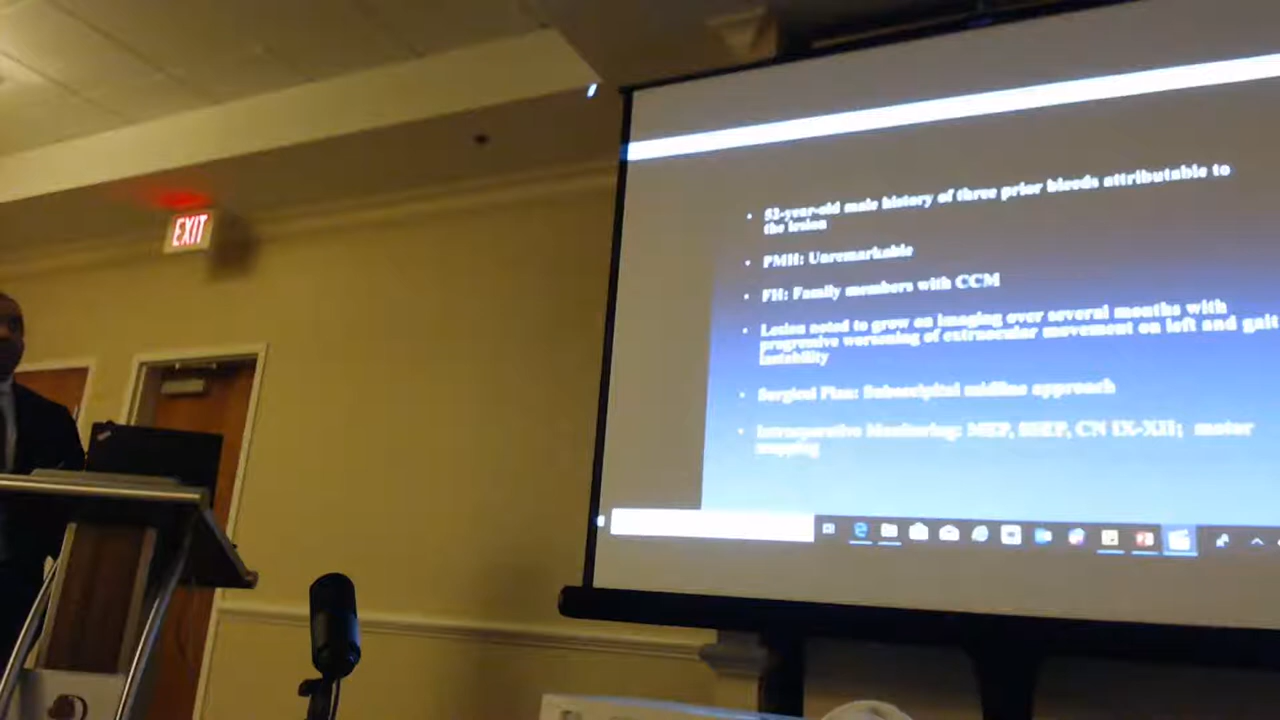 EXIT
52-year-old male history of three prior bleeds attributable to
the lesion
PMH: Unremarkable
FH: Family members with CCM
Lesion noted to grow on imaging over several months with
progressive worsening of extraocular movement on left and gait
instability
Surgical Plan: Suboccipital midline approach
Intraoperative Monitoring: MEP, SSEP, CN IX-XII; motor
mapping